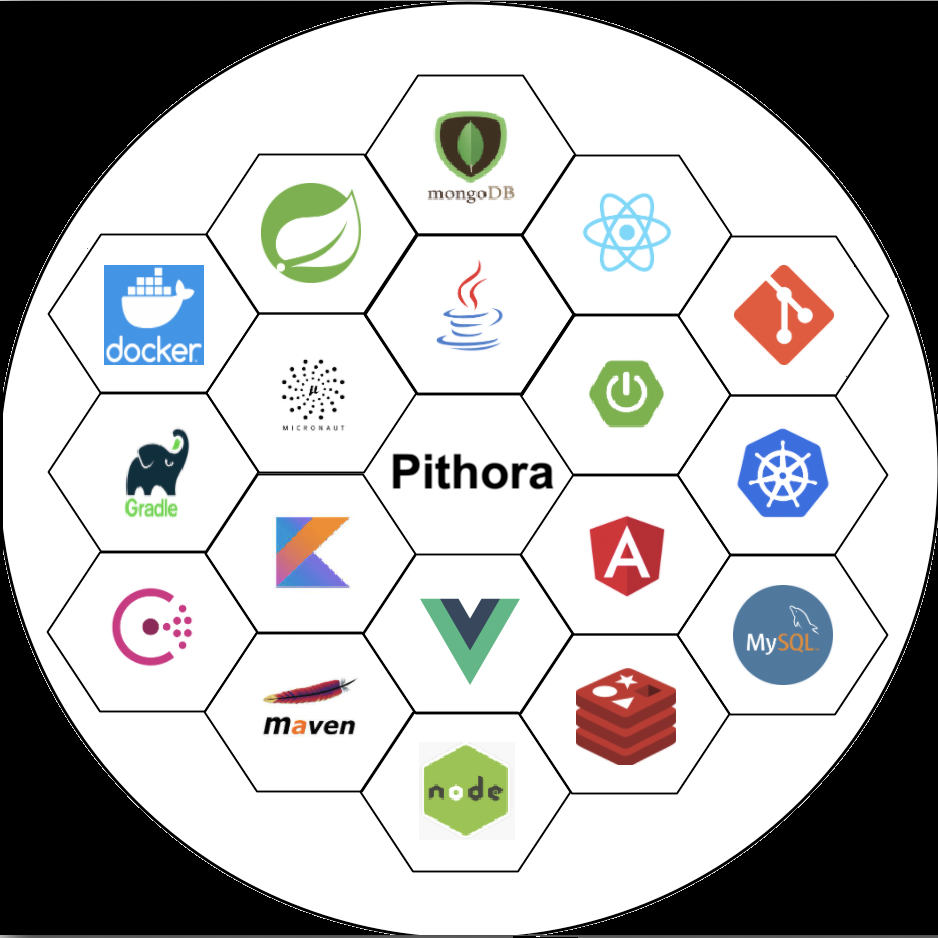 mongoDB
docker
μ
MICRONAUT
Pithora
Gradle
MySQL
maven
node